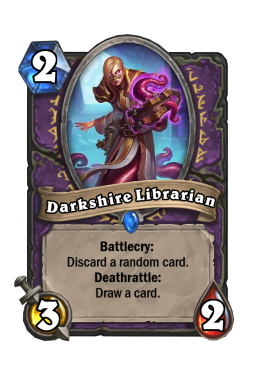 2
Darkshire Librarian
Battlecry:
Discard a random card.
Deathrattle:
Draw a card.
3 2